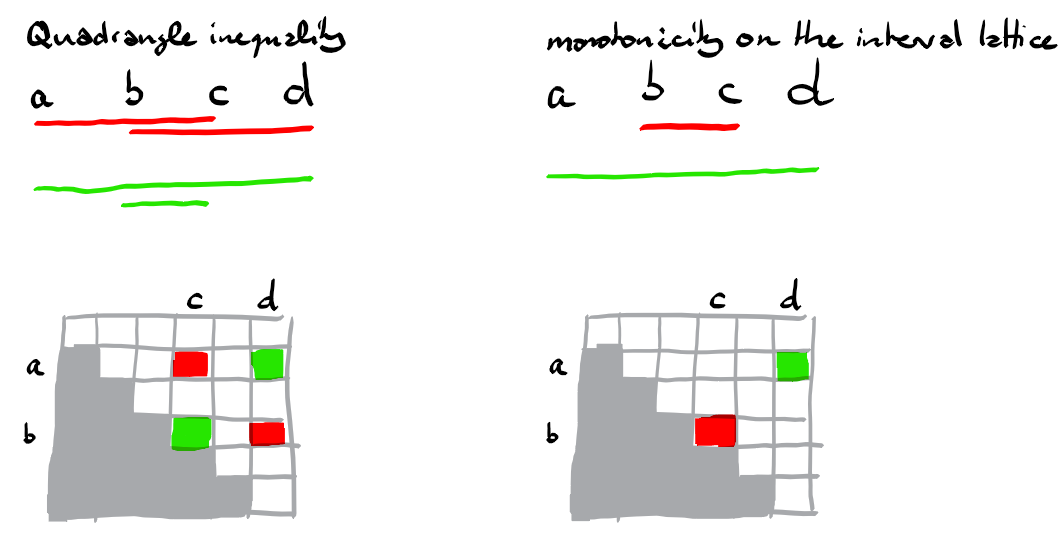 Quadrangle inequality
a b c d
monotonicity on the interval lattice
a b c d
c d
a
b
c d
a
b